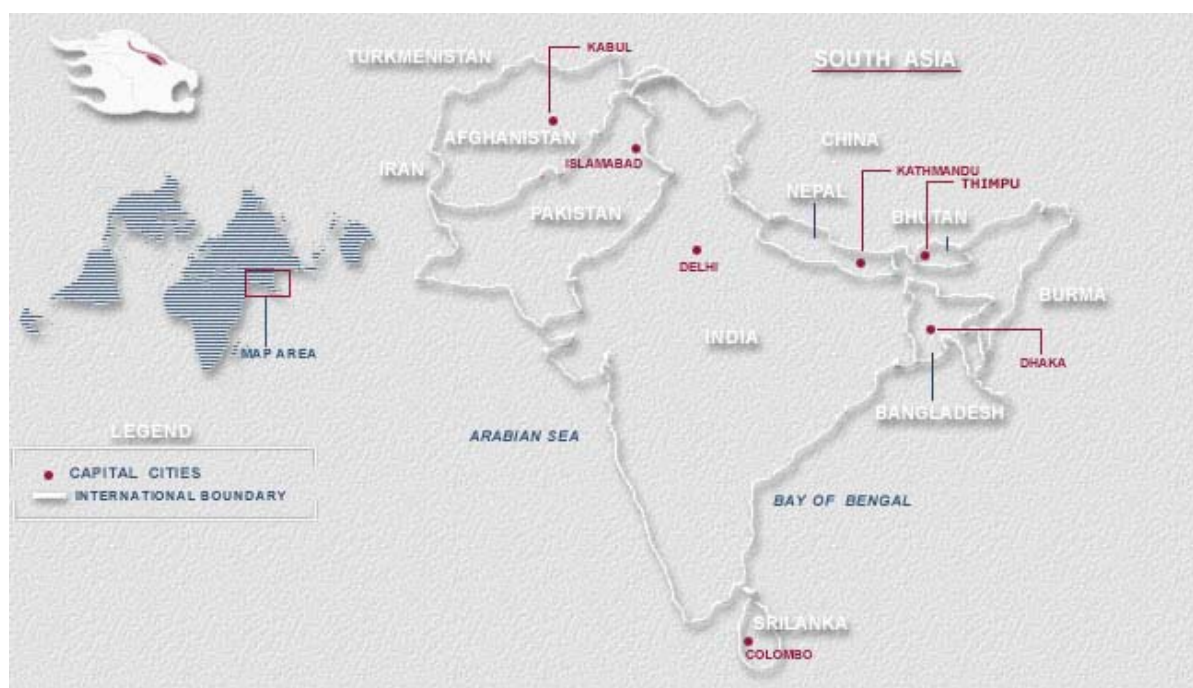 KABUL
TURKMENISTAN
SOUTH ASIA
AFGHANISTAN
CHINA
ISLAMABAD
IRAN
KATHMANDU
THIMPU
NEPAL
PAKISTAN
BHUTAN
DELHI
BURMA
INDIA
MAP AREA
DHAKA
BANGLADESH
LEGEND
ARABIAN SEA
CAPITAL CITIES
INTERNATIONAL BOUNDARY
BAY OF BENGAL
SRILANKA
COLOMBO